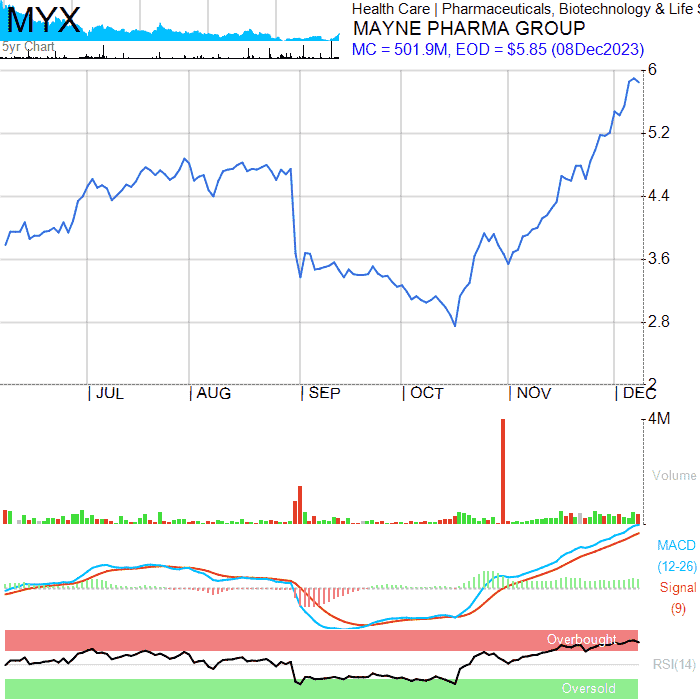 MYX
5yr Chart
Health Care | Pharmaceuticals, Biotechnology & Life S
MAYNE PHARMA GROUP
MC = 501.9M, EOD = $5.85 (08Dec2023)
6
5.2
4.4
3.6
2.8
2
JUL AUG SEP OCT NOV DEC
4M
Volume
MACD
(12-26)
Signal
(9)
Overbought
RSI(14)
Oversold